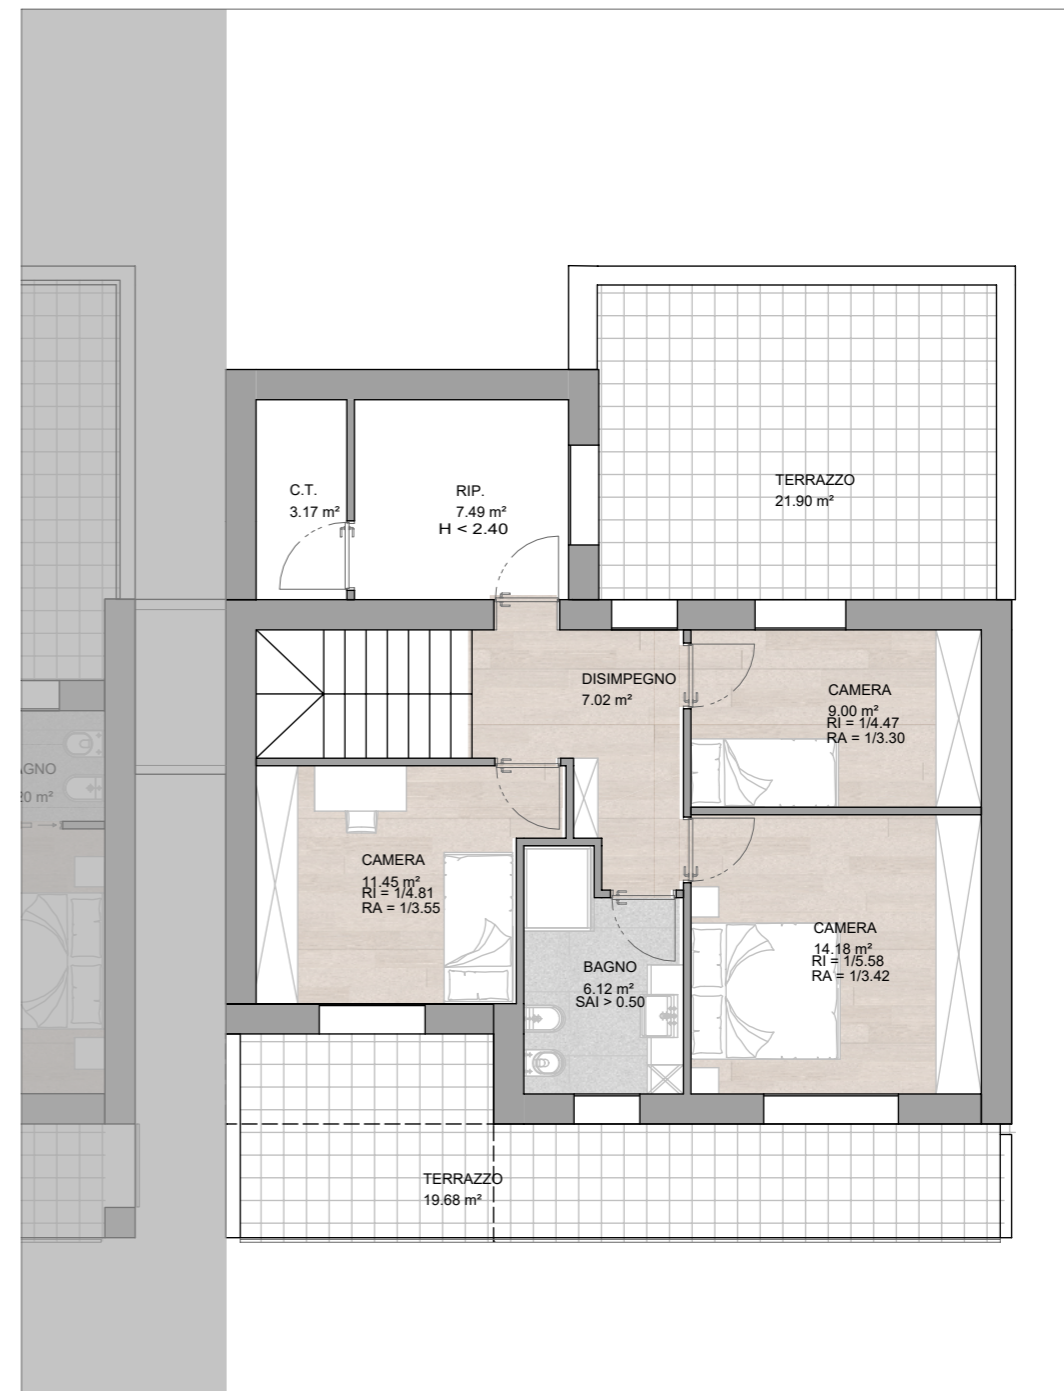 C.T.
3.17 m²
RIP.
7.49 m²
H < 2.40
TERRAZZO
21.90 m²
DISIMPEGNO
7.02 m²
CAMERA
9.00 m²
RI = 1/4.47
RA = 1/3.30
CAMERA
11.45 m²
RI = 1/4.81
RA = 1/3.55
CAMERA
14.18 m²
RI = 1/5.58
RA = 1/3.42
BAGNO
6.12 m²
SAI > 0.50
TERRAZZO
19.68 m²
AGNO
20 m²